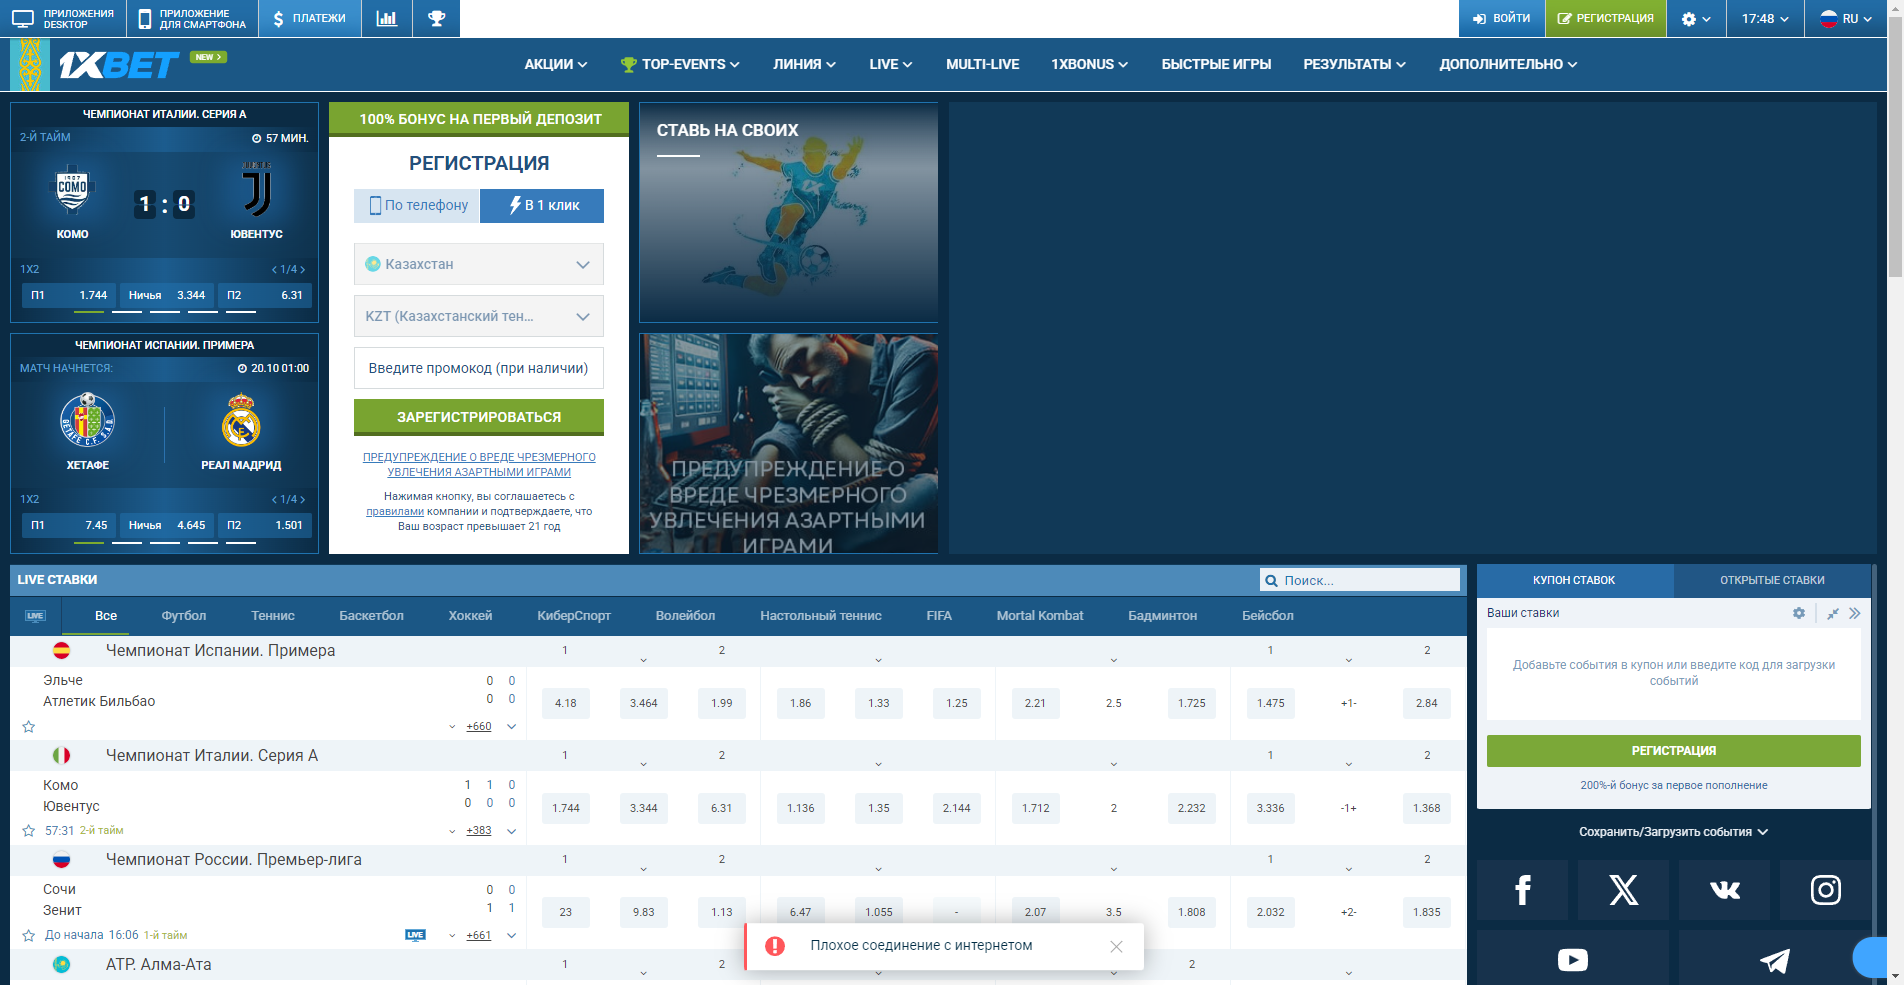 ПРИЛОЖЕНИЯ
DESKTOP
ПРИЛОЖЕНИЕ
ДЛЯ СМАРТФОНА
ПЛАТЕЖИ
ВОЙТИ
РЕГИСТРАЦИЯ
17:48
RU
1XBET
NEW
АКЦИИ
TOP-EVENTS
ЛИНИЯ
LIVE
MULTI-LIVE
1XBONUS
БЫСТРЫЕ ИГРЫ
РЕЗУЛЬТАТЫ
ДОПОЛНИТЕЛЬНО
ЧЕМПИОНАТ ИТАЛИИ. СЕРИЯ А
2-Й ТАЙМ
57 МИН.
1907
COMO
JUVENTUS
1 : 0
КОМО
ЮВЕНТУС
1X2
1/4
П1 1.744
Ничья 3.344
П2 6.31
ЧЕМПИОНАТ ИСПАНИИ. ПРИМЕРА
МАТЧ НАЧНЕТСЯ:
20.10 01:00
GETAFE C.F. S.A.D.
ХЕТАФЕ
РЕАЛ МАДРИД
1X2
1/4
П1 7.45
Ничья 4.645
П2 1.501
100% БОНУС НА ПЕРВЫЙ ДЕПОЗИТ
РЕГИСТРАЦИЯ
По телефону
В 1 клик
Казахстан
KZT (Казахстанский тен...
Введите промокод (при наличии)
ЗАРЕГИСТРИРОВАТЬСЯ
ПРЕДУПРЕЖДЕНИЕ О ВРЕДЕ ЧРЕЗМЕРНОГО
УВЛЕЧЕНИЯ АЗАРТНЫМИ ИГРАМИ
Нажимая кнопку, вы соглашаетесь с
правилами компании и подтверждаете, что
Ваш возраст превышает 21 год
СТАВЬ НА СВОИХ
ПРЕДУПРЕЖДЕНИЕ О
ВРЕДЕ ЧРЕЗМЕРНОГО
УВЛЕЧЕНИЯ АЗАРТНЫМИ
ИГРАМИ
LIVE СТАВКИ
Поиск...
LIVE
Все
Футбол
Теннис
Баскетбол
Хоккей
КиберСпорт
Волейбол
Настольный теннис
FIFA
Mortal Kombat
Бадминтон
Бейсбол
Чемпионат Испании. Примера 1 2 1 2
Эльче 0 0
Атлетик Бильбао 0 0
4.18 3.464 1.99 1.86 1.33 1.25 2.21 2.5 1.725 1.475 +1- 2.84
+660
Чемпионат Италии. Серия А 1 2 1 2
Комо 1 1 0
Ювентус 0 0 0
1.744 3.344 6.31 1.136 1.35 2.144 1.712 2 2.232 3.336 -1+ 1.368
57:31 2-й тайм +383
Чемпионат России. Премьер-лига 1 2 1 2
Сочи 0 0
Зенит 1 1
23 9.83 1.13 6.47 1.055 - 2.07 3.5 1.808 2.032 +2- 1.835
До начала 16:06 1-й тайм LIVE +661
ATP. Алма-Ата 1 2 2
КУПОН СТАВОК
ОТКРЫТЫЕ СТАВКИ
Ваши ставки
Добавьте события в купон или введите код для загрузки
событий
РЕГИСТРАЦИЯ
200%-й бонус за первое пополнение
Сохранить/Загрузить события
Плохое соединение с интернетом